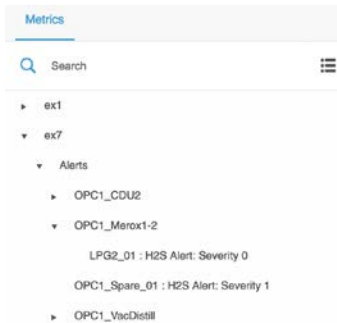 Metrics
Search
ex1
ex7
Alerts
OPC1_CDU2
OPC1_Merox1-2
LPG2_01 : H2S Alert: Severity 0
OPC1_Spare_01 : H2S Alert: Severity 1
OPC1_VacDistill